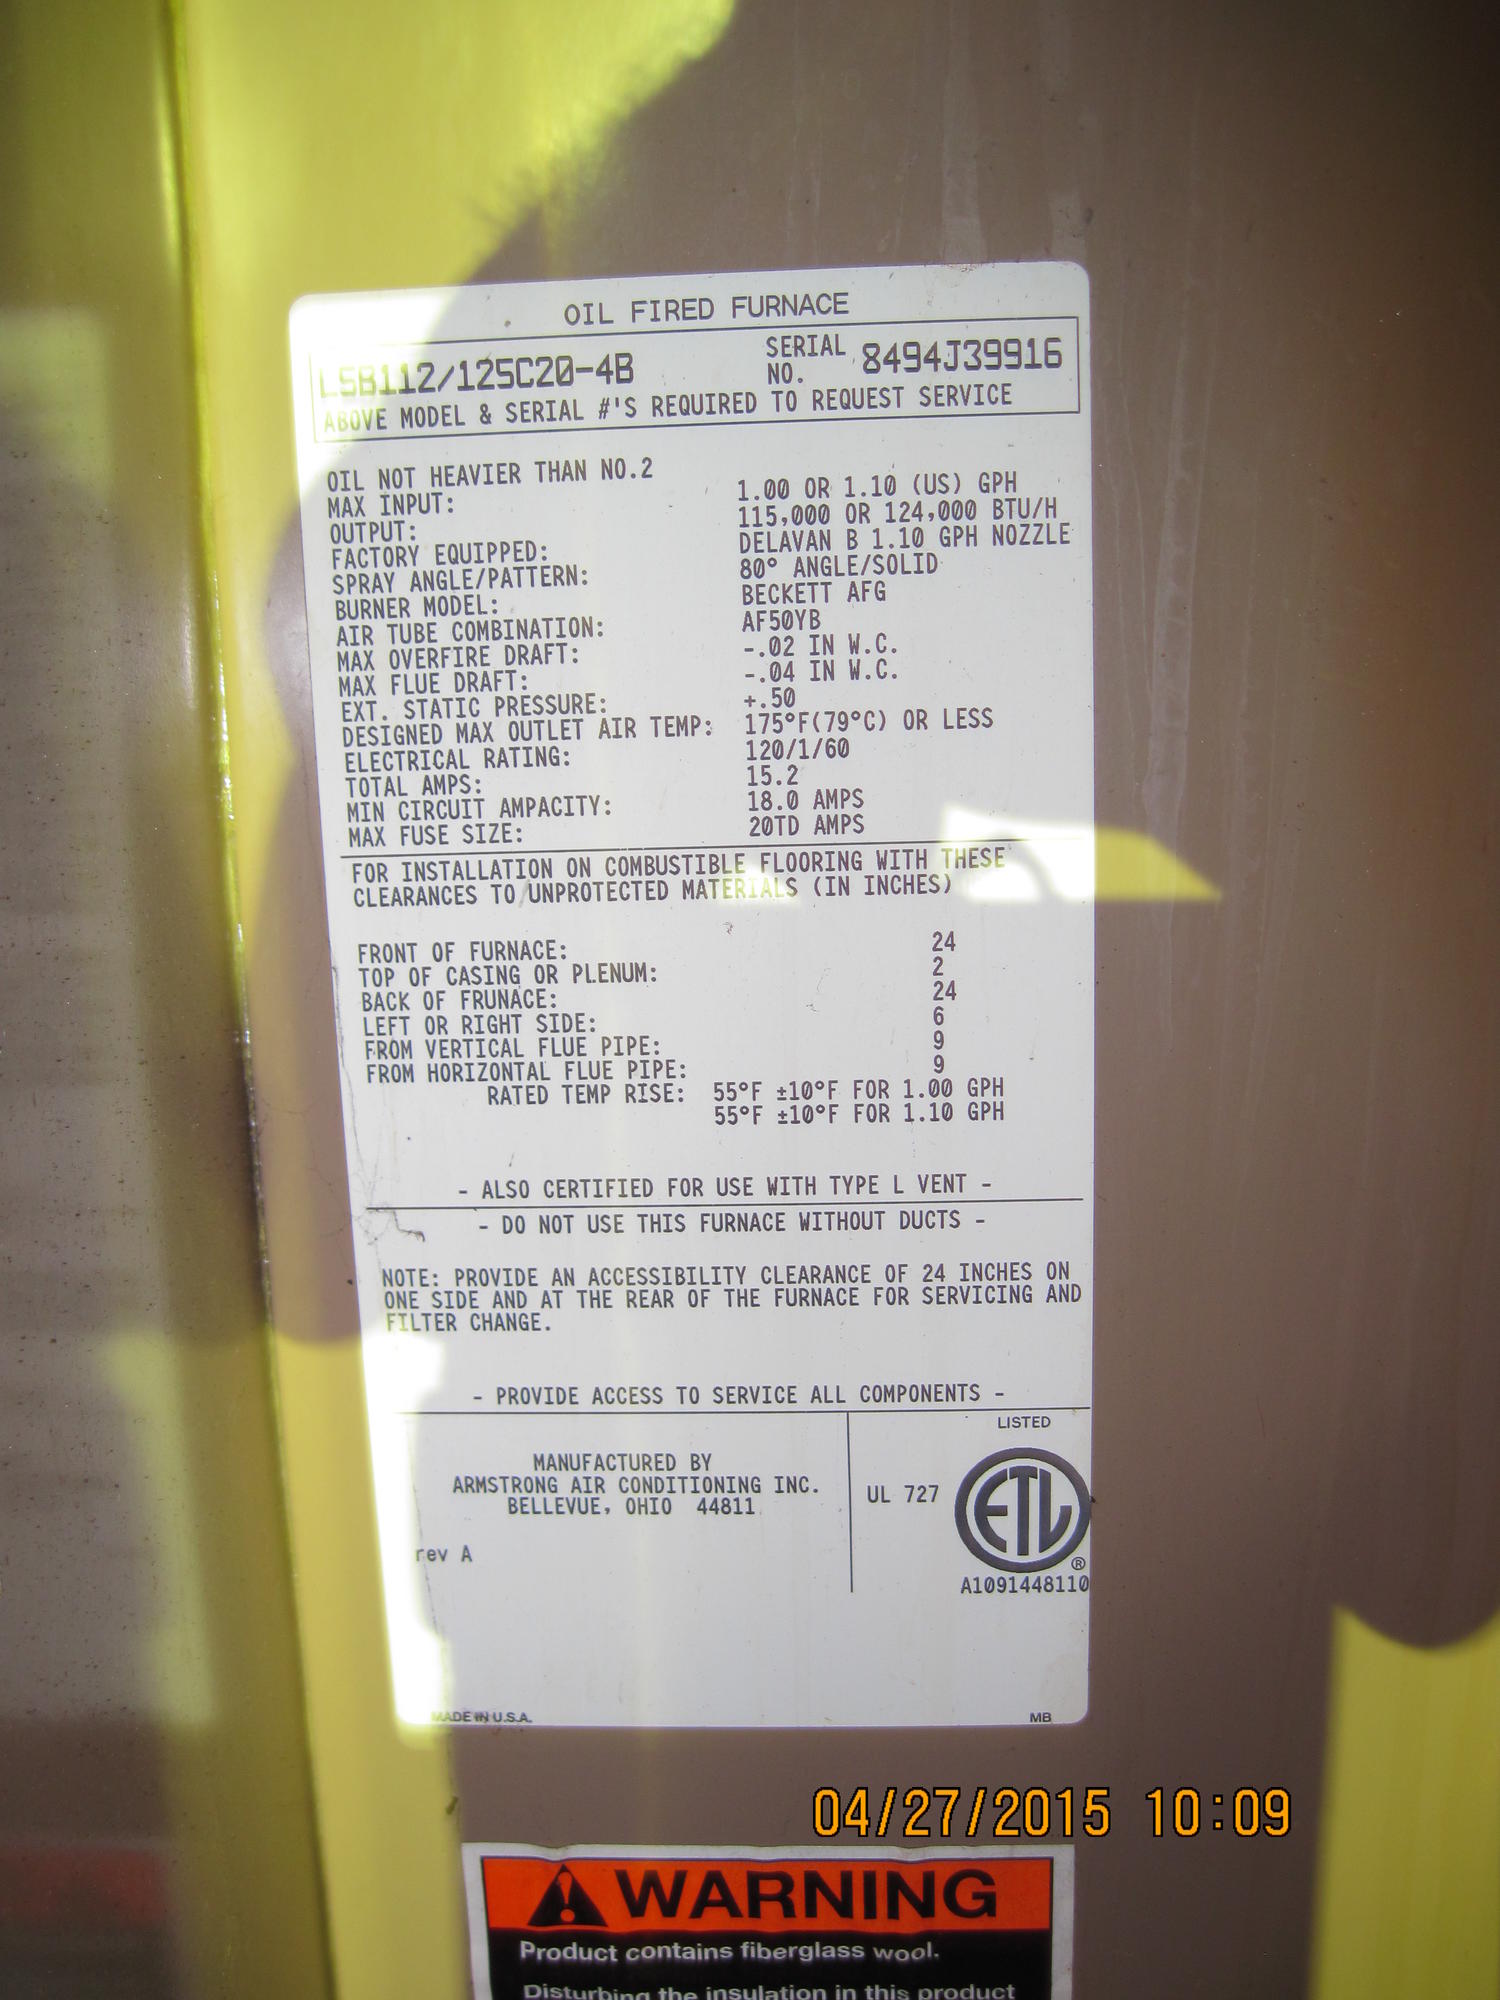 OIL FIRED FURNACE
LSB112/125C20-4B
SERIAL NO. 8494J39916
ABOVE MODEL & SERIAL #'S REQUIRED TO REQUEST SERVICE
OIL NOT HEAVIER THAN NO.2
MAX INPUT: 1.00 OR 1.10 (US) GPH
OUTPUT: 115,000 OR 124,000 BTU/H
FACTORY EQUIPPED: DELAVAN B 1.10 GPH NOZZLE
SPRAY ANGLE/PATTERN: 80° ANGLE/SOLID
BURNER MODEL: BECKETT AFG
AIR TUBE COMBINATION: AF50YB
MAX OVERFIRE DRAFT: -.02 IN W.C.
MAX FLUE DRAFT: -.04 IN W.C.
EXT. STATIC PRESSURE: +.50
DESIGNED MAX OUTLET AIR TEMP: 175°F(79°C) OR LESS
ELECTRICAL RATING: 120/1/60
TOTAL AMPS: 15.2
MIN CIRCUIT AMPACITY: 18.0 AMPS
MAX FUSE SIZE: 20TD AMPS
FOR INSTALLATION ON COMBUSTIBLE FLOORING WITH THESE
CLEARANCES TO UNPROTECTED MATERIALS (IN INCHES)
FRONT OF FURNACE: 24
TOP OF CASING OR PLENUM: 2
BACK OF FRUNACE: 24
LEFT OR RIGHT SIDE: 6
FROM VERTICAL FLUE PIPE: 9
FROM HORIZONTAL FLUE PIPE: 9
RATED TEMP RISE: 55°F ±10°F FOR 1.00 GPH
55°F ±10°F FOR 1.10 GPH
- ALSO CERTIFIED FOR USE WITH TYPE L VENT -
- DO NOT USE THIS FURNACE WITHOUT DUCTS -
NOTE: PROVIDE AN ACCESSIBILITY CLEARANCE OF 24 INCHES ON
ONE SIDE AND AT THE REAR OF THE FURNACE FOR SERVICING AND
FILTER CHANGE.
- PROVIDE ACCESS TO SERVICE ALL COMPONENTS -
MANUFACTURED BY
ARMSTRONG AIR CONDITIONING INC.
BELLEVUE, OHIO 44811
rev A
LISTED
UL 727
ETL ®
A1091448110
MADE IN U.S.A.
MB
04/27/2015 10:09
WARNING
Product contains fiberglass wool.
Disturbing the insulation in this product